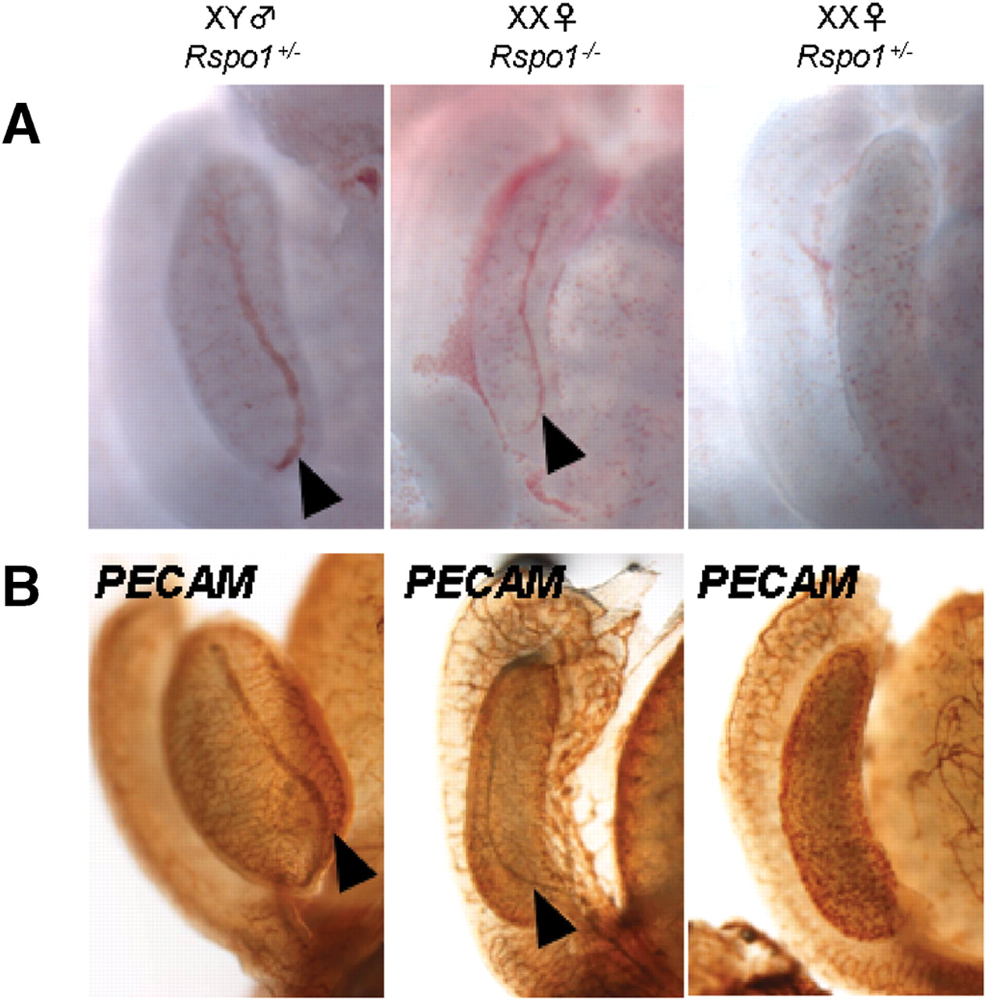 XY♂ XX♀ XX♀
Rspo1+/- Rspo1-/- Rspo1+/-
A
B
PECAM PECAM PECAM